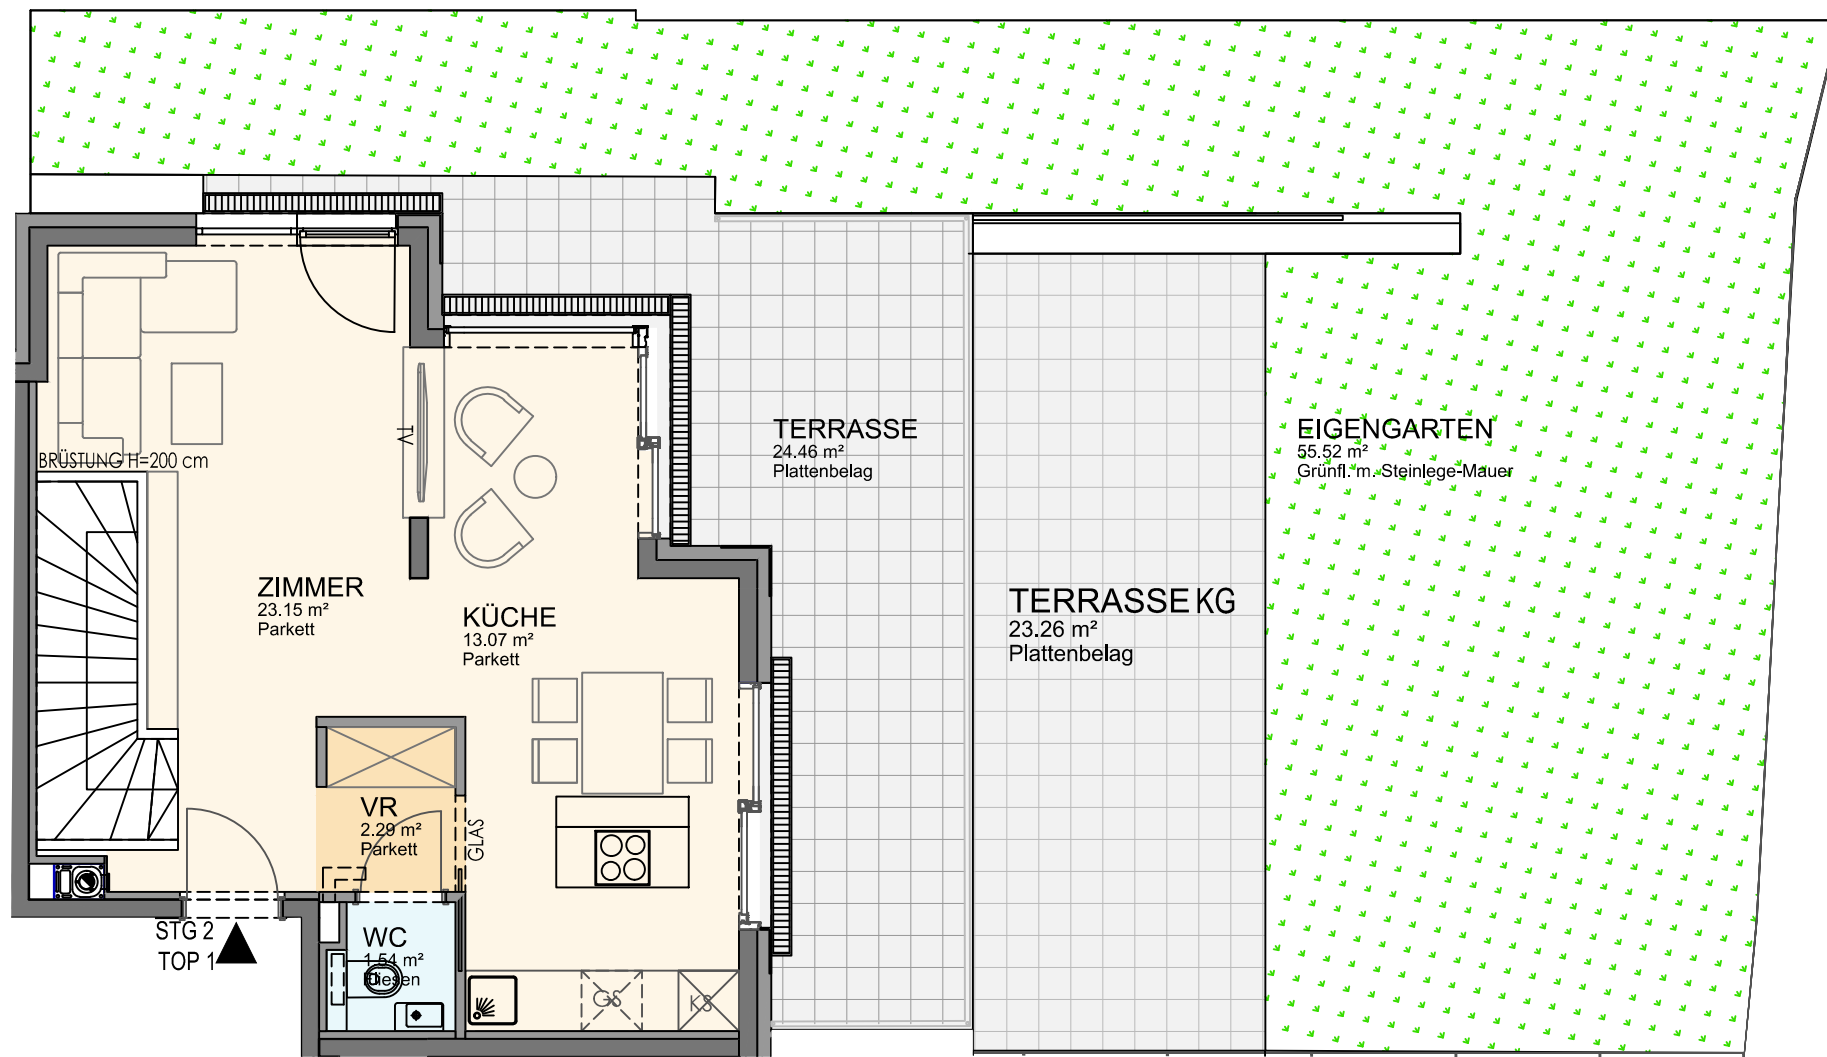 TERRASSE
24.46 m²
Plattenbelag
EIGENGARTEN
55.52 m²
Grünfl. m. Steinlege-Mauer
TV
BRÜSTUNG H=200 cm
ZIMMER
23.15 m²
Parkett
KÜCHE
13.07 m²
Parkett
TERRASSE KG
23.26 m²
Plattenbelag
VR
2.29 m²
Parkett
GLAS
STG 2
TOP 1
WC
1.54 m²
Fliesen
GS
KS